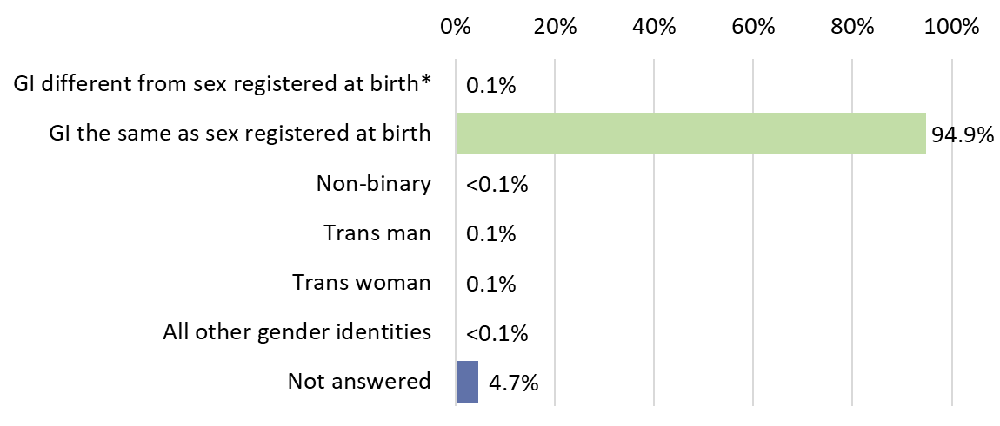 0% 20% 40% 60% 80% 100%
GI different from sex registered at birth* 0.1%
GI the same as sex registered at birth 94.9%
Non-binary <0.1%
Trans man 0.1%
Trans woman 0.1%
All other gender identities <0.1%
Not answered 4.7%